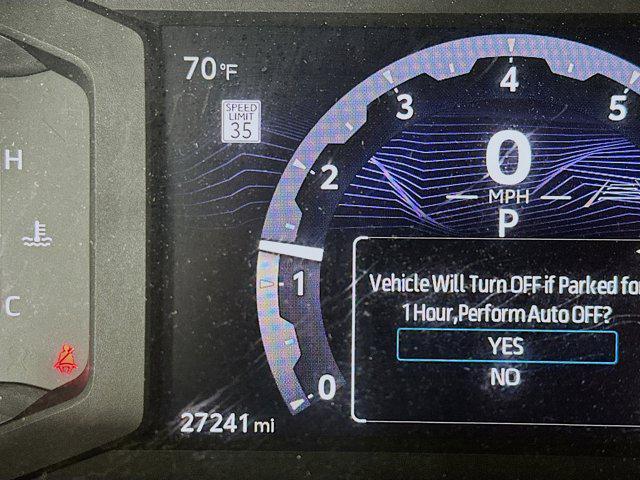 70°F
SPEED
LIMIT
35
H
C
27241 mi
0
1
2
3
4
5
0
MPH
P
Vehicle Will Turn OFF if Parked for
1 Hour,Perform Auto OFF?
YES
NO